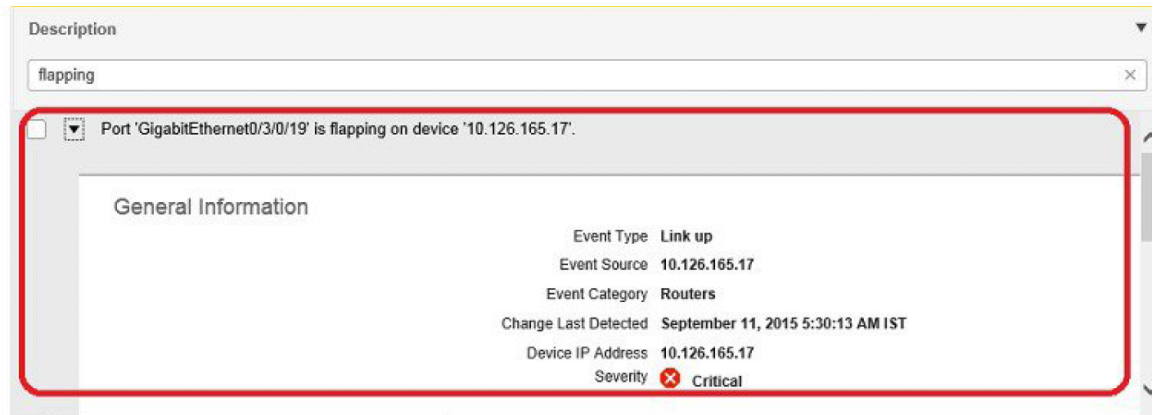 Description
flapping
Port 'GigabitEthernet0/3/0/19' is flapping on device '10.126.165.17'.
General Information
Event Type Link up
Event Source 10.126.165.17
Event Category Routers
Change Last Detected September 11, 2015 5:30:13 AM IST
Device IP Address 10.126.165.17
Severity Critical